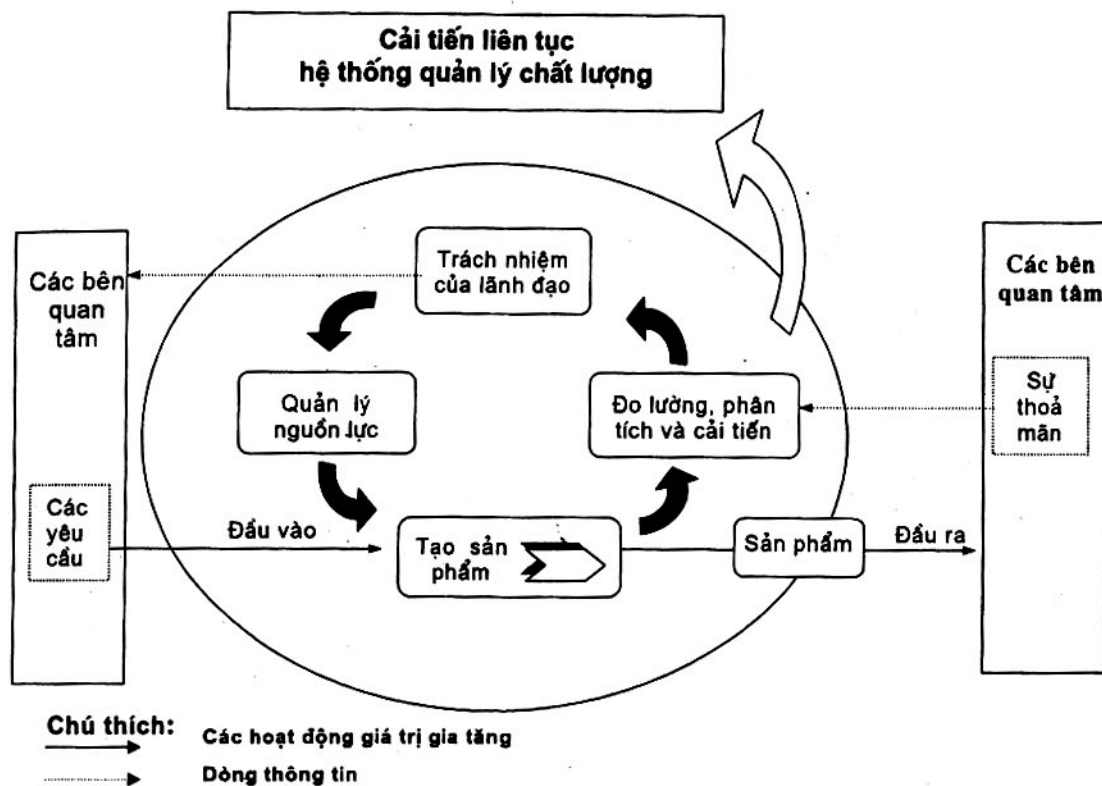 Cải tiến liên tục
hệ thống quản lý chất lượng
Các bên
quan
tâm
Các
yêu
cầu
Trách nhiệm
của lãnh đạo
Quản lý
nguồn lực
Đo lường, phân
tích và cải tiến
Đầu vào
Tạo sản
phẩm
Sản phẩm
Đầu ra
Các bên
quan tâm
Sự
thoả
mãn
Chú thích:
Các hoạt động giá trị gia tăng
Dòng thông tin